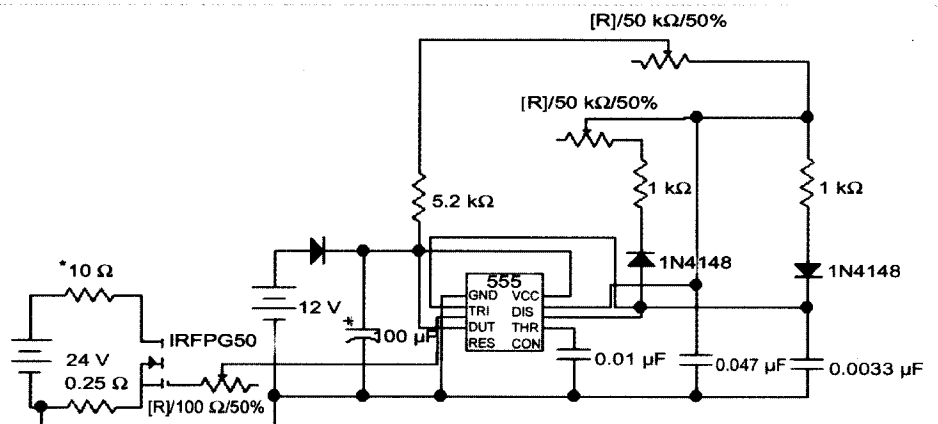 [R]/50 kΩ/50%
[R]/50 kΩ/50%
5.2 kΩ
1 kΩ
1 kΩ
*10 Ω
12 V
1N4148
1N4148
555
GND VCC
TRI DIS
DUT THR
RES CON
IRFPG50
*
00 µF
24 V
0.25 Ω
[R]/100 Ω/50%
0.01 µF
0.047 µF
0.0033 µF